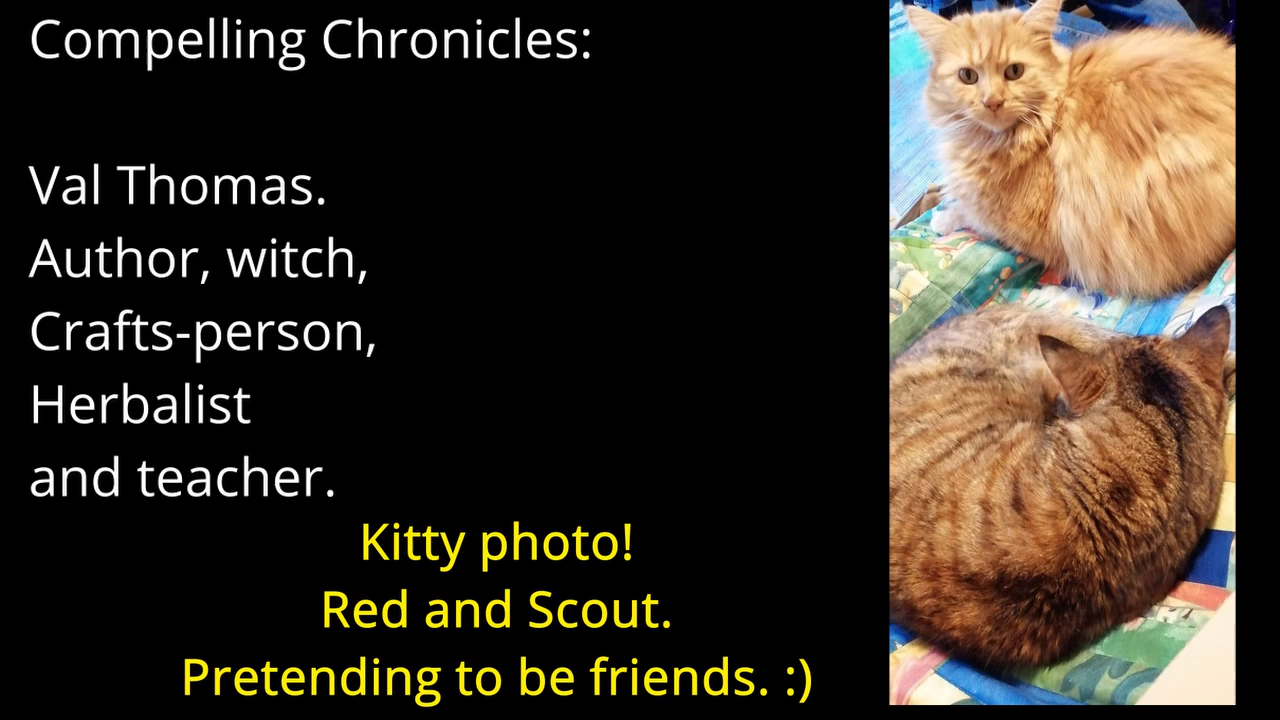 Compelling Chronicles:
Val Thomas.
Author, witch,
Crafts-person,
Herbalist
and teacher.
Kitty photo!
Red and Scout.
Pretending to be friends. :)